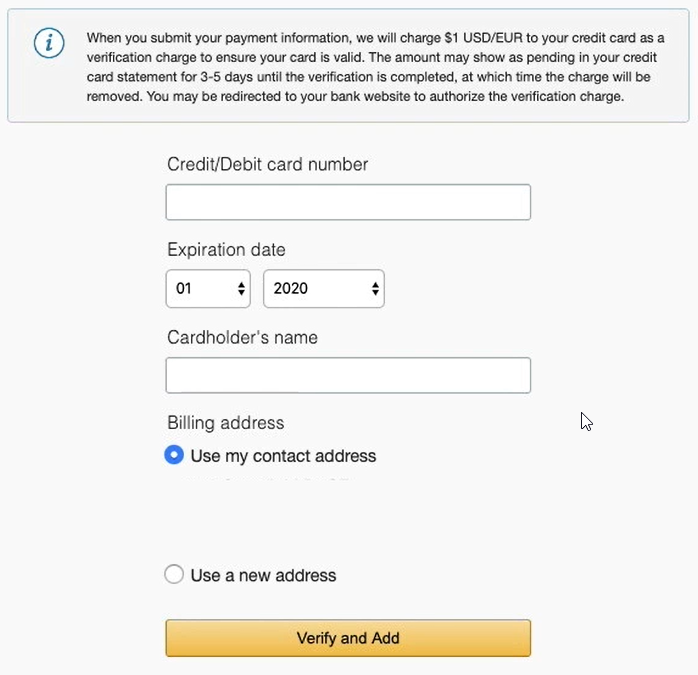 When you submit your payment information, we will charge $1 USD/EUR to your credit card as a
verification charge to ensure your card is valid. The amount may show as pending in your credit
card statement for 3-5 days until the verification is completed, at which time the charge will be
removed. You may be redirected to your bank website to authorize the verification charge.
Credit/Debit card number
Expiration date
01 2020
Cardholder's name
Billing address
Use my contact address
Use a new address
Verify and Add